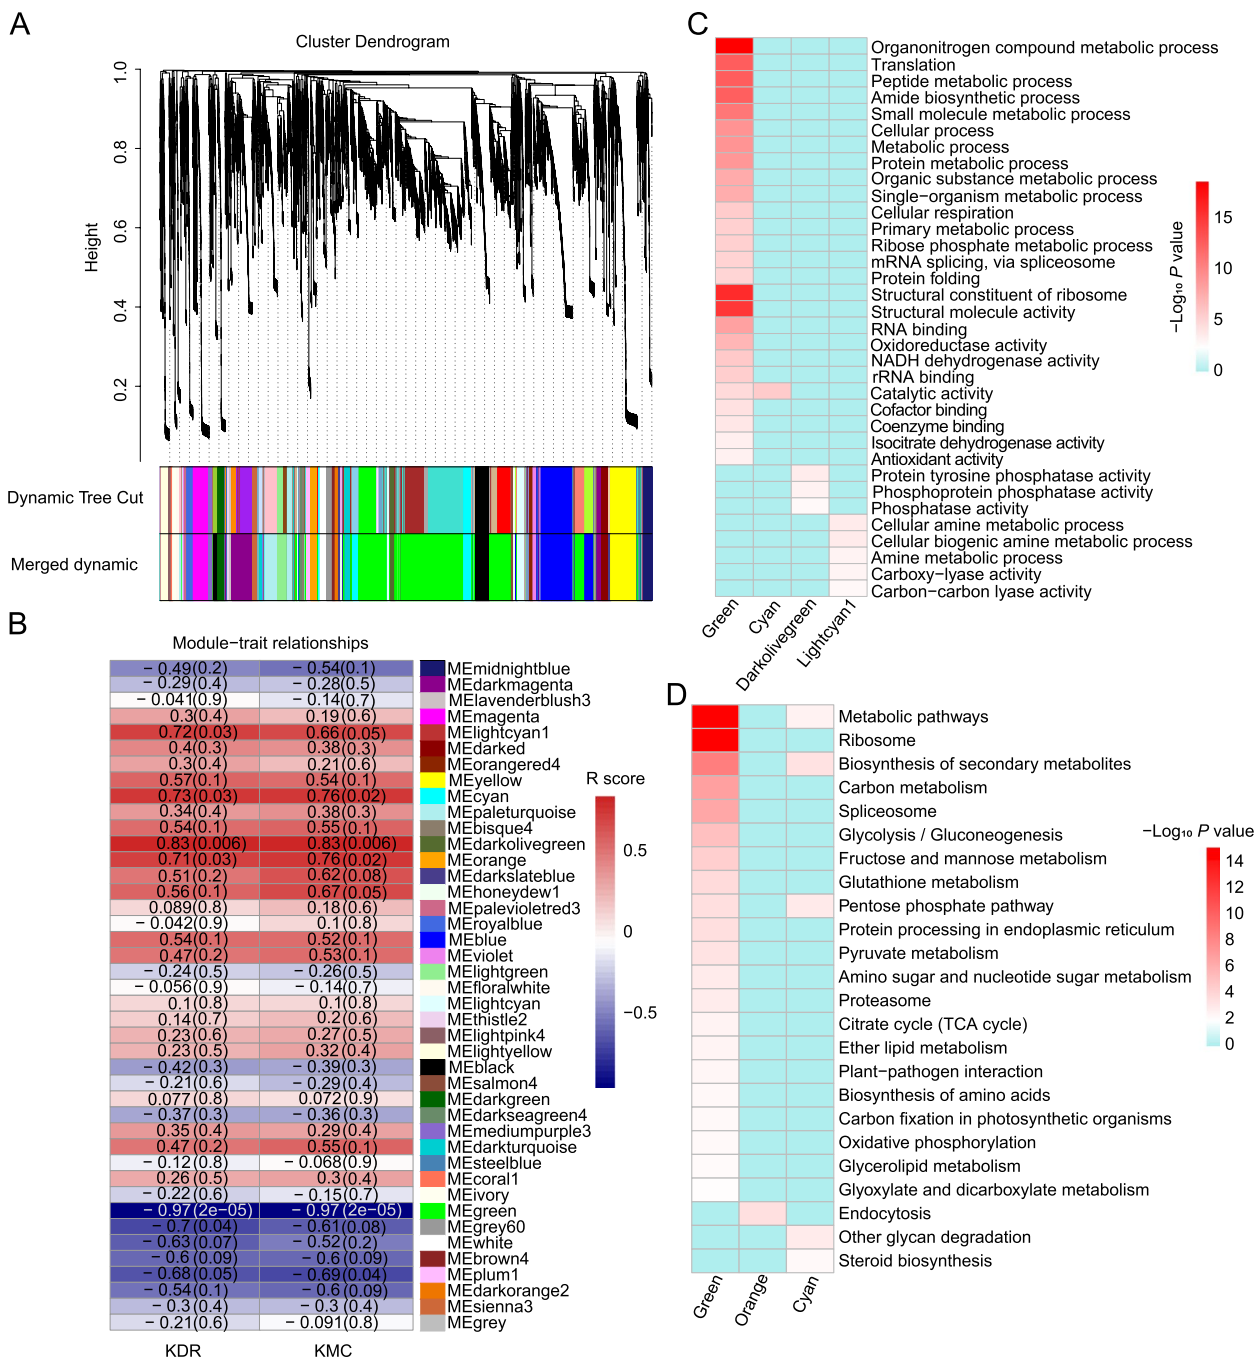 A
Cluster Dendrogram
Height
1.0
0.8
0.6
0.4
0.2
Dynamic Tree Cut
Merged dynamic
B
Module−trait relationships
− 0.49(0.2) − 0.54(0.1) MEmidnightblue
− 0.29(0.4) − 0.28(0.5) MEdarkmagenta
− 0.041(0.9) − 0.14(0.7) MElavenderblush3
0.3(0.4) 0.19(0.6) MEmagenta
0.72(0.03) 0.66(0.05) MElightcyan1
0.4(0.3) 0.38(0.3) MEdarked
0.3(0.4) 0.21(0.6) MEorangered4
0.57(0.1) 0.54(0.1) MEyellow
0.73(0.03) 0.76(0.02) MEcyan
0.34(0.4) 0.38(0.3) MEpaleturquoise
0.54(0.1) 0.55(0.1) MEbisque4
0.83(0.006) 0.83(0.006) MEdarkolivegreen
0.71(0.03) 0.76(0.02) MEorange
0.51(0.2) 0.62(0.08) MEdarkslateblue
0.56(0.1) 0.67(0.05) MEhoneydew1
0.089(0.8) 0.18(0.6) MEpalevioletred3
− 0.042(0.9) 0.1(0.8) MEroyalblue
0.54(0.1) 0.52(0.1) MEblue
0.47(0.2) 0.53(0.1) MEviolet
− 0.24(0.5) − 0.26(0.5) MElightgreen
− 0.056(0.9) − 0.14(0.7) MEfloralwhite
0.1(0.8) 0.1(0.8) MElightcyan
0.14(0.7) 0.2(0.6) MEthistle2
0.23(0.6) 0.27(0.5) MElightpink4
0.23(0.5) 0.32(0.4) MElightyellow
− 0.42(0.3) − 0.39(0.3) MEblack
− 0.21(0.6) − 0.29(0.4) MEsalmon4
0.077(0.8) 0.072(0.9) MEdarkgreen
− 0.37(0.3) − 0.36(0.3) MEdarkseagreen4
0.35(0.4) 0.29(0.4) MEmediumpurple3
0.47(0.2) 0.55(0.1) MEdarkturquoise
− 0.12(0.8) − 0.068(0.9) MEsteelblue
0.26(0.5) 0.3(0.4) MEcoral1
− 0.22(0.6) − 0.15(0.7) MEivory
− 0.97(2e−05) − 0.97(2e−05) MEgreen
− 0.7(0.04) − 0.61(0.08) MEgrey60
− 0.63(0.07) − 0.52(0.2) MEwhite
− 0.6(0.09) − 0.6(0.09) MEbrown4
− 0.68(0.05) − 0.69(0.04) MEplum1
− 0.54(0.1) − 0.6(0.09) MEdarkorange2
− 0.3(0.4) − 0.3(0.4) MEsienna3
− 0.21(0.6) − 0.091(0.8) MEgrey
KDR KMC
R score
0.5
0
−0.5
C
Organonitrogen compound metabolic process
Translation
Peptide metabolic process
Amide biosynthetic process
Small molecule metabolic process
Cellular process
Metabolic process
Protein metabolic process
Organic substance metabolic process
Single−organism metabolic process
Cellular respiration
Primary metabolic process
Ribose phosphate metabolic process
mRNA splicing, via spliceosome
Protein folding
Structural constituent of ribosome
Structural molecule activity
RNA binding
Oxidoreductase activity
NADH dehydrogenase activity
rRNA binding
Catalytic activity
Cofactor binding
Coenzyme binding
Isocitrate dehydrogenase activity
Antioxidant activity
Protein tyrosine phosphatase activity
Phosphoprotein phosphatase activity
Phosphatase activity
Cellular amine metabolic process
Cellular biogenic amine metabolic process
Amine metabolic process
Carboxy−lyase activity
Carbon−carbon lyase activity
Green Cyan Darkolivegreen Lightcyan1
−Log₁₀ P value
15
10
5
0
D
Metabolic pathways
Ribosome
Biosynthesis of secondary metabolites
Carbon metabolism
Spliceosome
Glycolysis / Gluconeogenesis
Fructose and mannose metabolism
Glutathione metabolism
Pentose phosphate pathway
Protein processing in endoplasmic reticulum
Pyruvate metabolism
Amino sugar and nucleotide sugar metabolism
Proteasome
Citrate cycle (TCA cycle)
Ether lipid metabolism
Plant−pathogen interaction
Biosynthesis of amino acids
Carbon fixation in photosynthetic organisms
Oxidative phosphorylation
Glycerolipid metabolism
Glyoxylate and dicarboxylate metabolism
Endocytosis
Other glycan degradation
Steroid biosynthesis
Green Orange Cyan
−Log₁₀ P value
14
12
10
8
6
4
2
0